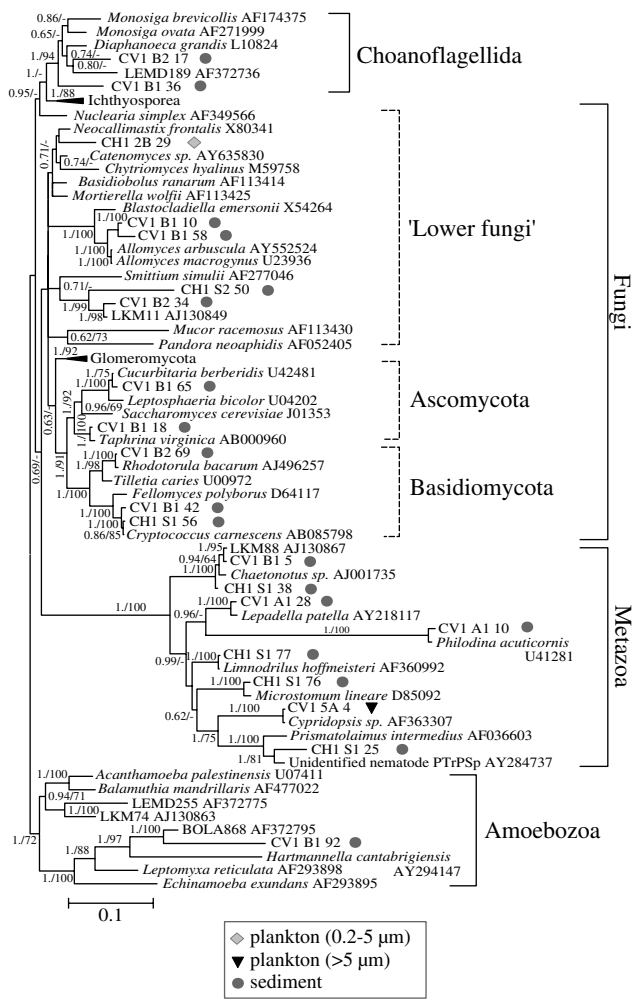 0.86/-
Monosiga brevicollis AF174375
Monosiga ovata AF271999
0.65/-
Diaphanoeca grandis L10824
1./94
0.74/-
CV1 B2 17
0.80/-
LEMD189 AF372736
Choanoflagellida
1./-
CV1 B1 36
0.95/-
1./88
Ichthyosporea
Nuclearia simplex AF349566
Neocallimastix frontalis X80341
CH1 2B 29
0.71/-
Catenomyces sp. AY635830
0.74/-
Chytriomyces hyalinus M59758
Basidiobolus ranarum AF113414
Mortierella wolfii AF113425
Blastocladiella emersonii X54264
1./100
CV1 B1 10
1./100
CV1 B1 58
'Lower fungi'
Allomyces arbuscula AY552524
1./100
Allomyces macrogynus U23936
Smittium simulii AF277046
0.71/-
CH1 S2 50
Fungi
1./99
CV1 B2 34
1./98
LKM11 AJ130849
Mucor racemosus AF113430
0.62/73
Pandora neoaphidis AF052405
1./92
Glomeromycota
Cucurbitaria berberidis U42481
1./75
1./100
CV1 B1 65
1./92
Leptosphaeria bicolor U04202
Ascomycota
0.96/69
Saccharomyces cerevisiae J01353
0.63/-
1./100
CV1 B1 18
Taphrina virginica AB000960
0.69/-
1./91
1./100
CV1 B2 69
1./98
Rhodotorula bacarum AJ496257
Tilletia caries U00972
Basidiomycota
1./100
Fellomyces polyborus D64117
CV1 B1 42
1./100
CH1 S1 56
0.86/85
Cryptococcus carnescens AB085798
1./95
LKM88 AJ130867
0.94/64
CV1 B1 5
1./100
Chaetonotus sp. AJ001735
CH1 S1 38
1./100
1./100
CV1 A1 28
0.96/-
Lepadella patella AY218117
1./100
CV1 A1 10
Philodina acuticornis
U41281
Metazoa
0.99/-
1./100
CH1 S1 77
Limnodrilus hoffmeisteri AF360992
1./100
CH1 S1 76
Microstomum lineare D85092
0.62/-
1./100
CV1 5A 4
Cypridopsis sp. AF363307
1./75
1./100
Prismatolaimus intermedius AF036603
1./81
CH1 S1 25
Unidentified nematode PTrPSp AY284737
1./100
Acanthamoeba palestinensis U07411
Balamuthia mandrillaris AF477022
0.94/71
LEMD255 AF372775
1./100
LKM74 AJ130863
1./72
1./100
BOLA868 AF372795
Amoebozoa
1./97
CV1 B1 92
1./88
Hartmannella cantabrigiensis
AY294147
Leptomyxa reticulata AF293898
1./100
Echinamoeba exundans AF293895
0.1
plankton (0.2-5 µm)
plankton (>5 µm)
sediment